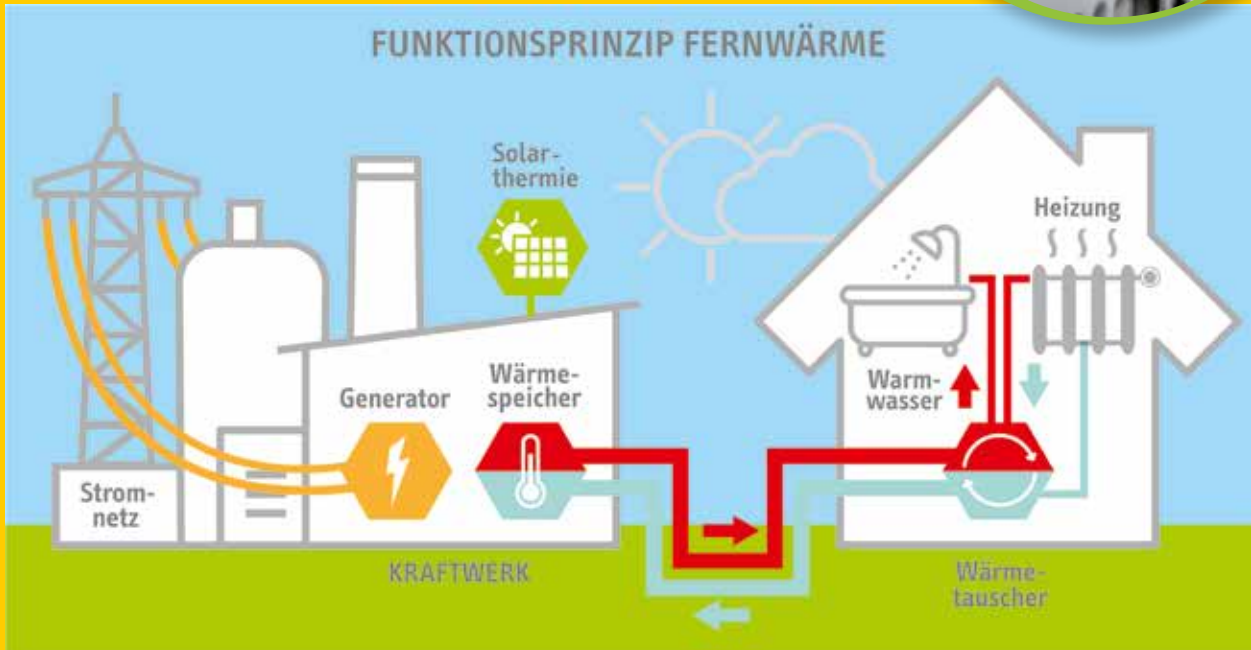 FUNKTIONSPRINZIP FERNWÄRME
Solar-
thermie
Heizung
Generator
Wärme-
speicher
Warm-
wasser
Strom-
netz
KRAFTWERK
Wärme-
tauscher